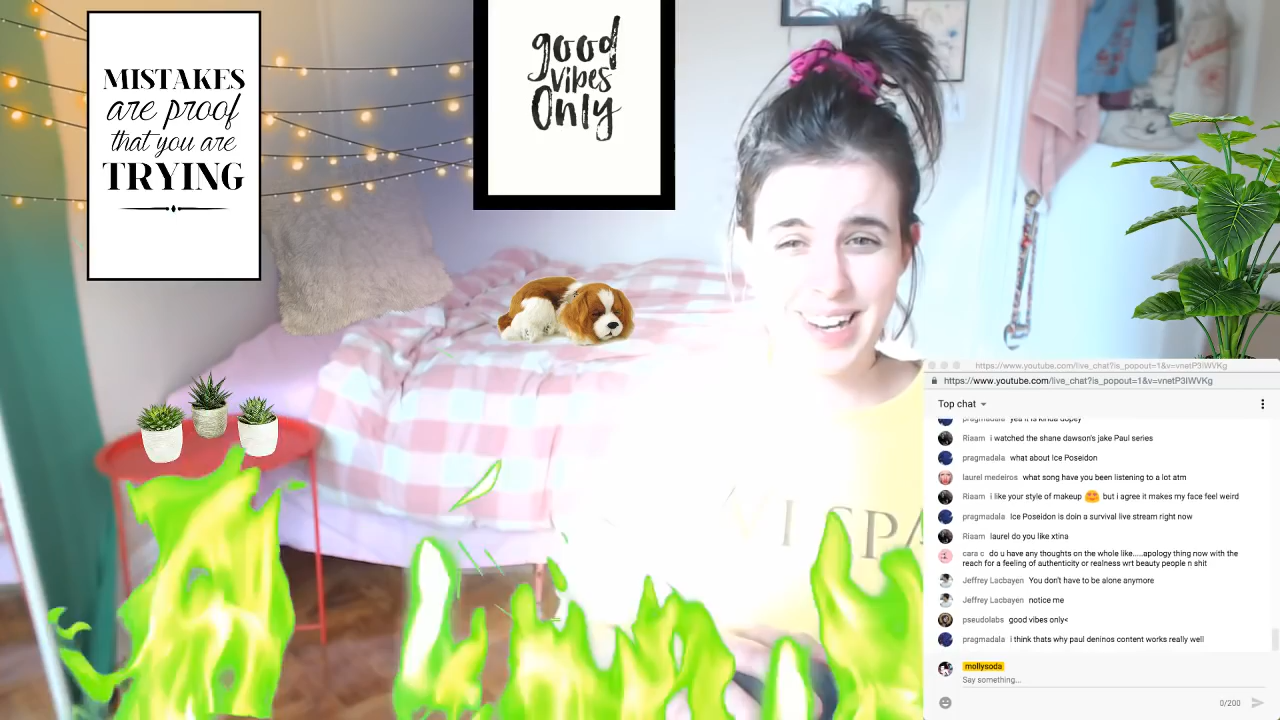 MISTAKES
are proof
that you are
TRYING
good
vibes
Only
https://www.youtube.com/live_chat?is_popout=1&v=vnetP3IWVKg
https://www.youtube.com/live_chat?is_popout=1&v=vnetP3IWVKg
Top chat
pragmadala yea it is kinda dopey
Riaam i watched the shane dawson's jake Paul series
pragmadala what about Ice Poseidon
laurel medeiros what song have you been listening to a lot atm
Riaam i like your style of makeup 😍 but i agree it makes my face feel weird
pragmadala Ice Poseidon is doin a survival live stream right now
Riaam laurel do you like xtina
cara c do u have any thoughts on the whole like.....apology thing now with the
reach for a feeling of authenticity or realness wrt beauty people n shit
Jeffrey Lacbayen You don't have to be alone anymore
Jeffrey Lacbayen notice me
pseudolabs good vibes only<
pragmadala i think thats why paul deninos content works really well
mollysoda
Say something...
0/200